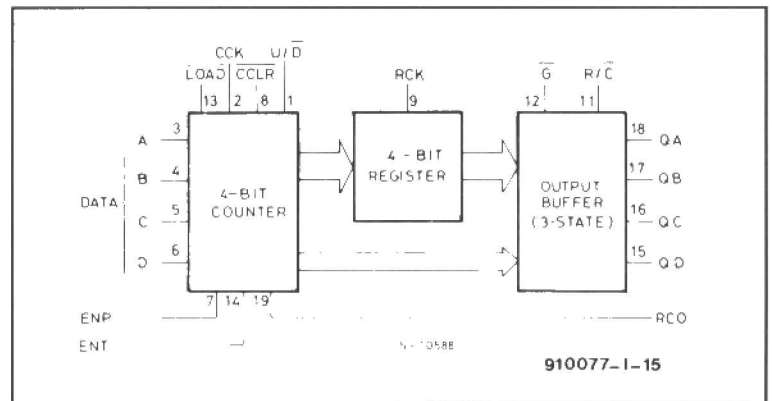 CCK U/D̅
L̅O̅A̅D̅ C̅C̅L̅R̅ RCK G̅ R/C̅
13 2 8 1 9 12 11
A 3 18 QA
B 4 4-BIT COUNTER 4-BIT REGISTER OUTPUT BUFFER (3-STATE) 17 QB
DATA
C 5 16 QC
D 6 15 QD
7 14 19
ENP RCO
ENT
910077-I-15